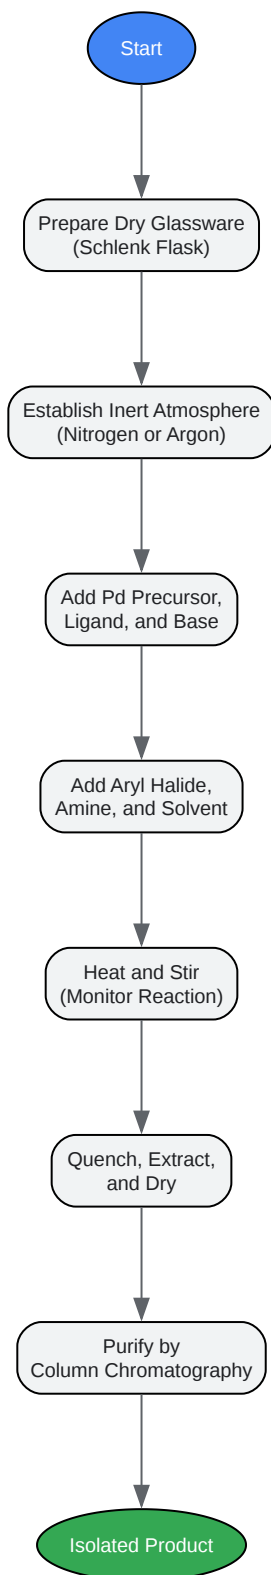 Start
Prepare Dry Glassware
(Schlenk Flask)
Establish Inert Atmosphere
(Nitrogen or Argon)
Add Pd Precursor,
Ligand, and Base
Add Aryl Halide,
Amine, and Solvent
Heat and Stir
(Monitor Reaction)
Quench, Extract,
and Dry
Purify by
Column Chromatography
Isolated Product